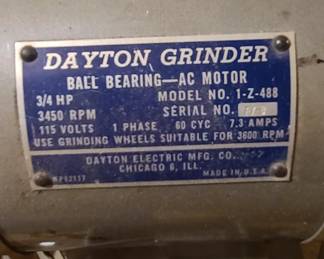 DAYTON GRINDER
BALL BEARING—AC MOTOR
3/4 HP MODEL NO. 1-Z-488
3450 RPM SERIAL NO.
115 VOLTS 1 PHASE 60 CYC 7.3 AMPS
USE GRINDING WHEELS SUITABLE FOR 3600 RPM
DAYTON ELECTRIC MFG. CO.
CHICAGO 6, ILL.
MADE IN U.S.A.